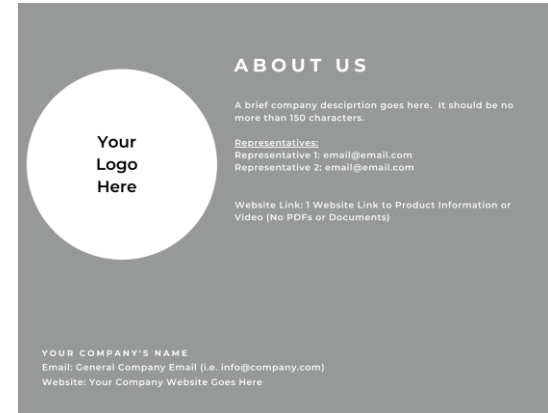 ABOUT US
A brief company desciprtion goes here. It should be no
more than 150 characters.
Representatives:
Representative 1: email@email.com
Representative 2: email@email.com
Website Link: 1 Website Link to Product Information or
Video (No PDFs or Documents)
Your
Logo
Here
YOUR COMPANY'S NAME
Email: General Company Email (i.e. info@company.com)
Website: Your Company Website Goes Here